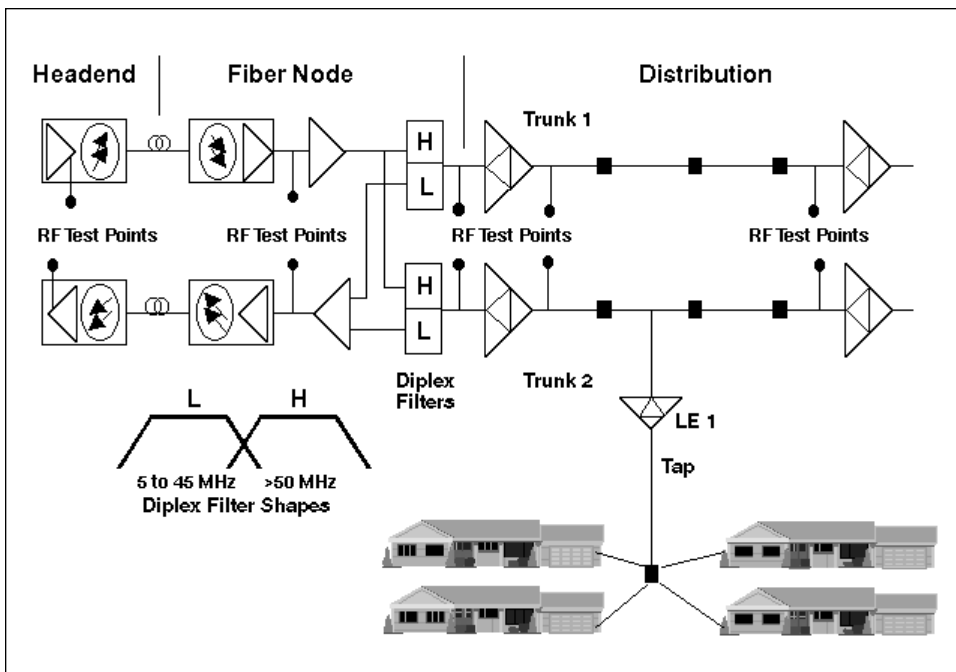 Headend
Fiber Node
Distribution
Trunk 1
H
L
RF Test Points
RF Test Points
RF Test Points
RF Test Points
H
L
Diplex
Filters
Trunk 2
L
H
LE 1
Tap
5 to 45 MHz
>50 MHz
Diplex Filter Shapes